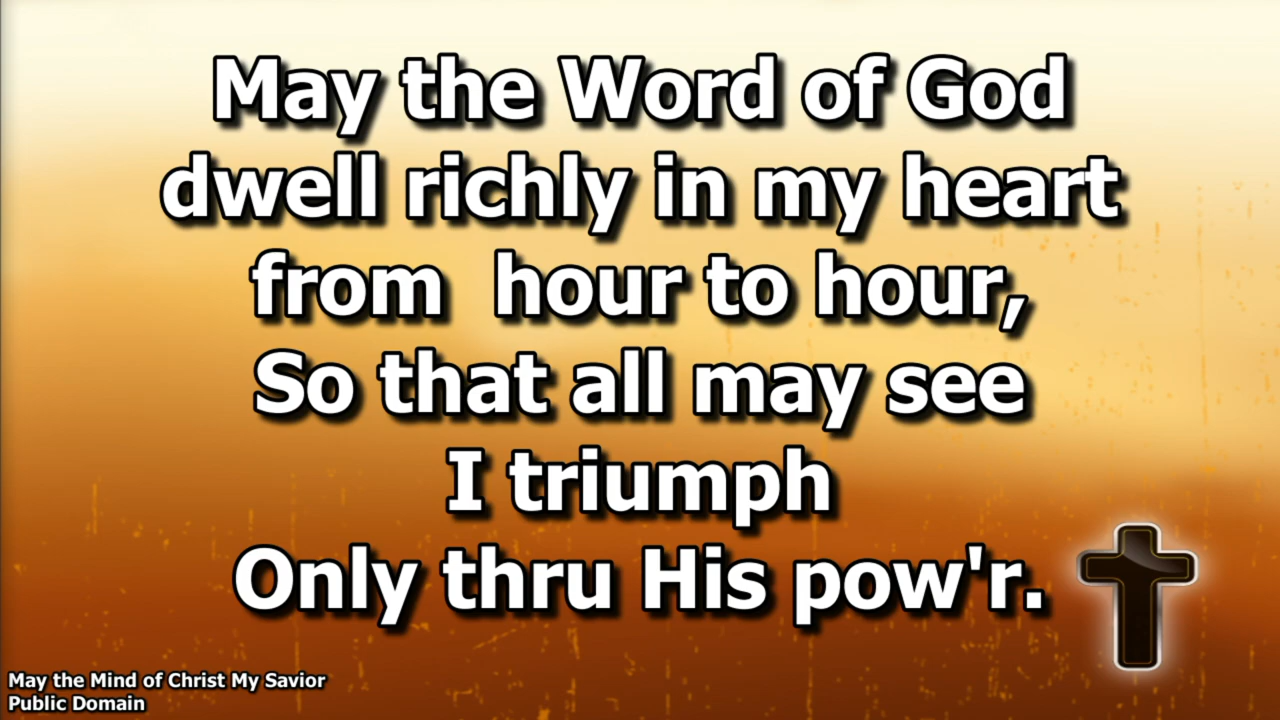 May the Word of God
dwell richly in my heart
from  hour to hour,
So that all may see
I triumph
Only thru His pow'r.
May the Mind of Christ My Savior
Public Domain